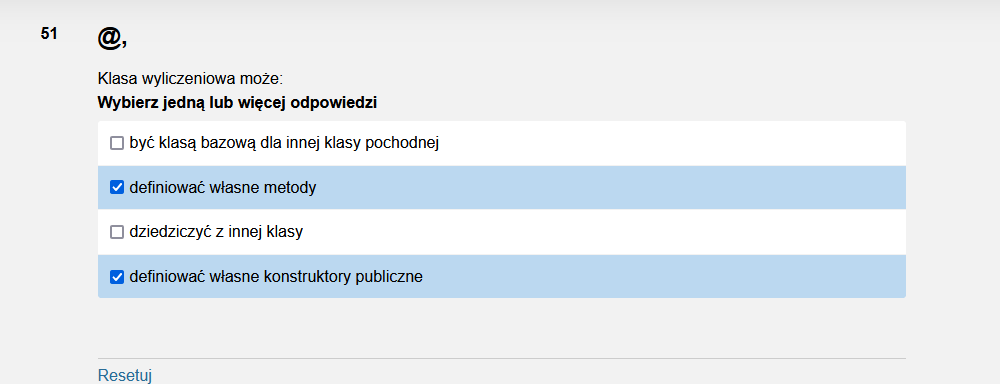 51
@,
Klasa wyliczeniowa może:
Wybierz jedną lub więcej odpowiedzi
być klasą bazową dla innej klasy pochodnej
definiować własne metody
dziedziczyć z innej klasy
definiować własne konstruktory publiczne
Resetuj